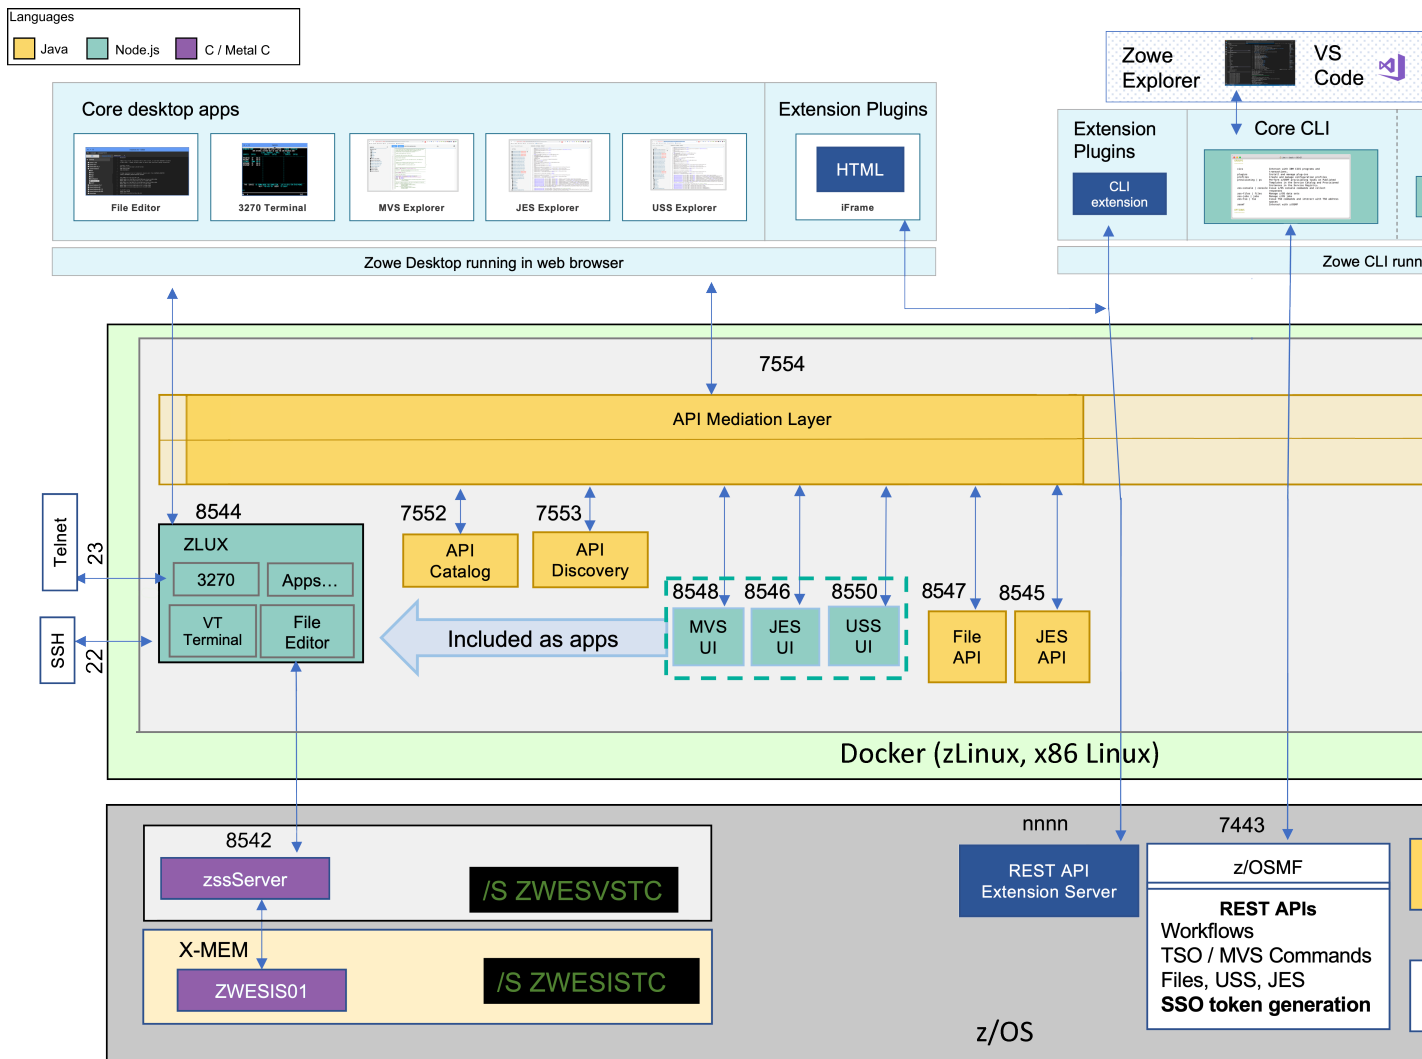 Languages
Java
Node.js
C / Metal C
Zowe
Explorer
VS
Code
Core desktop apps
Extension Plugins
File Editor
3270 Terminal
MVS Explorer
JES Explorer
USS Explorer
HTML
iFrame
Extension
Plugins
Core CLI
CLI
extension
Zowe Desktop running in web browser
Zowe CLI runn
7554
API Mediation Layer
Telnet
23
SSH
22
8544
ZLUX
3270
Apps...
VT
Terminal
File
Editor
7552
API
Catalog
7553
API
Discovery
Included as apps
8548
MVS
UI
8546
JES
UI
8550
USS
UI
8547
File
API
8545
JES
API
Docker (zLinux, x86 Linux)
8542
zssServer
/S ZWESVSTC
X-MEM
ZWESIS01
/S ZWESISTC
nnnn
REST API
Extension Server
7443
z/OSMF
REST APIs
Workflows
TSO / MVS Commands
Files, USS, JES
SSO token generation
z/OS